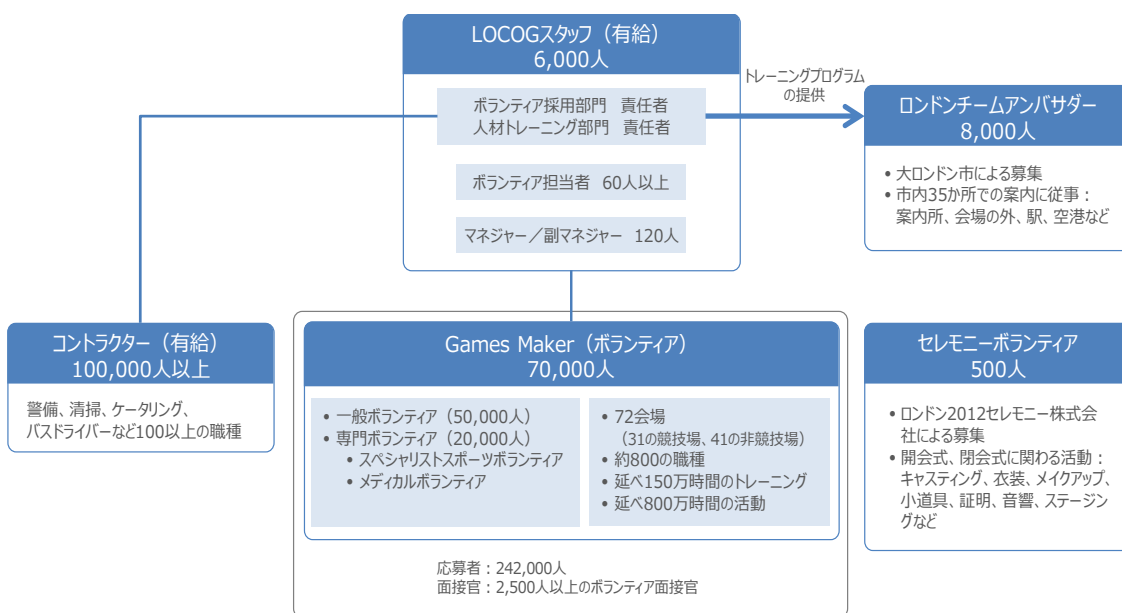 LOCOGスタッフ（有給）
6,000人
ボランティア採用部門　責任者
人材トレーニング部門　責任者
ボランティア担当者 60人以上
マネジャー／副マネジャー 120人
トレーニングプログラム
の提供
ロンドンチームアンバサダー
8,000人
• 大ロンドン市による募集
• 市内35か所での案内に従事：
案内所、会場の外、駅、空港など
コントラクター（有給）
100,000人以上
警備、清掃、ケータリング、
バスドライバーなど100以上の職種
Games Maker（ボランティア）
70,000人
• 一般ボランティア（50,000人）
• 専門ボランティア（20,000人）
• スペシャリストスポーツボランティア
• メディカルボランティア
• 72会場
（31の競技場、41の非競技場）
• 約800の職種
• 延べ150万時間のトレーニング
• 延べ800万時間の活動
応募者：242,000人
面接官：2,500人以上のボランティア面接官
セレモニーボランティア
500人
• ロンドン2012セレモニー株式会
社による募集
• 開会式、閉会式に関わる活動：
キャスティング、衣装、メイクアップ、
小道具、証明、音響、ステージン
グなど